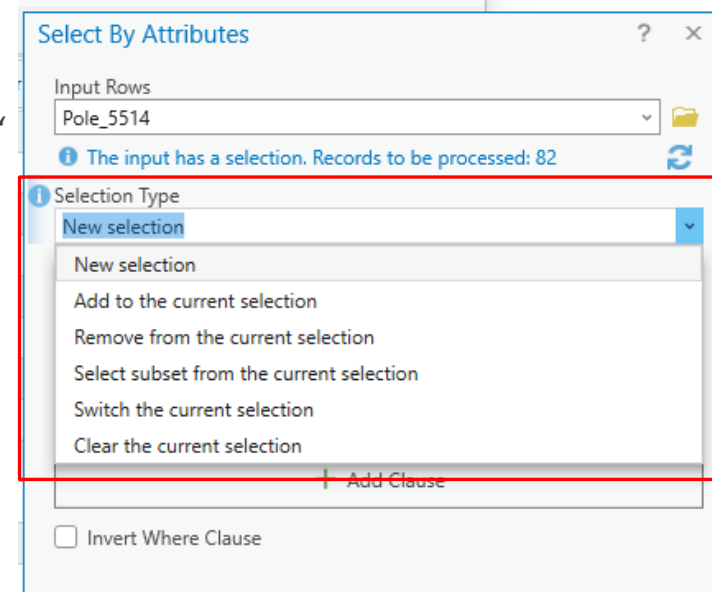 Select By Attributes ? ×
Input Rows
Pole_5514
The input has a selection. Records to be processed: 82
Selection Type
New selection
New selection
Add to the current selection
Remove from the current selection
Select subset from the current selection
Switch the current selection
Clear the current selection
+ Add Clause
Invert Where Clause